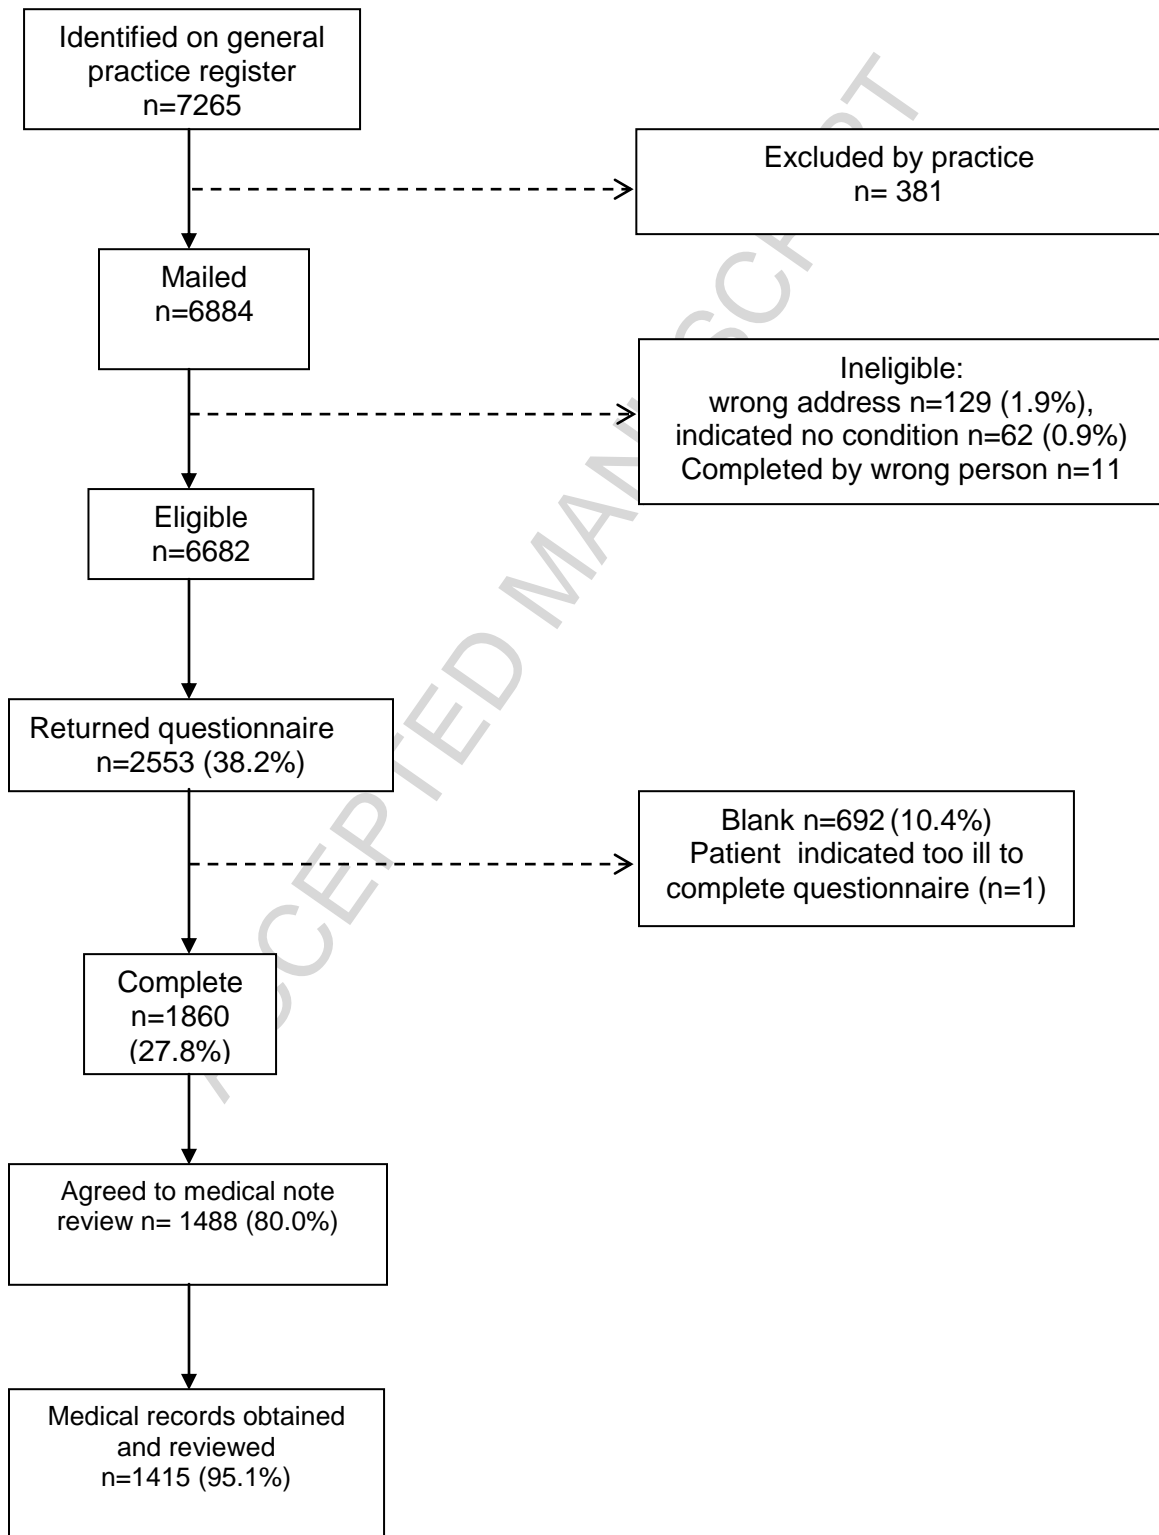 Identified on general
practice register
n=7265
Excluded by practice
n= 381
Mailed
n=6884
Ineligible:
wrong address n=129 (1.9%),
indicated no condition n=62 (0.9%)
Completed by wrong person n=11
Eligible
n=6682
Returned questionnaire
n=2553 (38.2%)
Blank n=692 (10.4%)
Patient indicated too ill to
complete questionnaire (n=1)
Complete
n=1860
(27.8%)
Agreed to medical note
review n= 1488 (80.0%)
Medical records obtained
and reviewed
n=1415 (95.1%)
ACCEPTED MANUSCRIPT